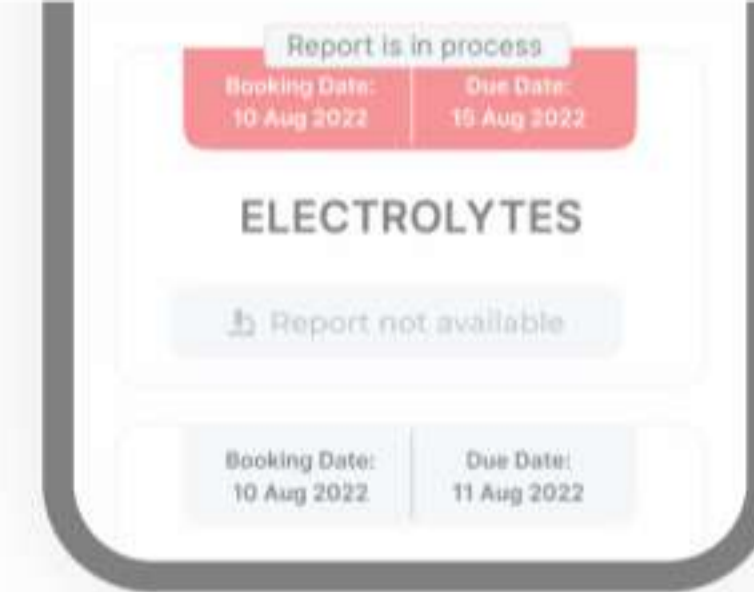 Report is in process
Booking Date: Due Date:
10 Aug 2022 15 Aug 2022
ELECTROLYTES
Report not available
Booking Date: Due Date:
10 Aug 2022 11 Aug 2022